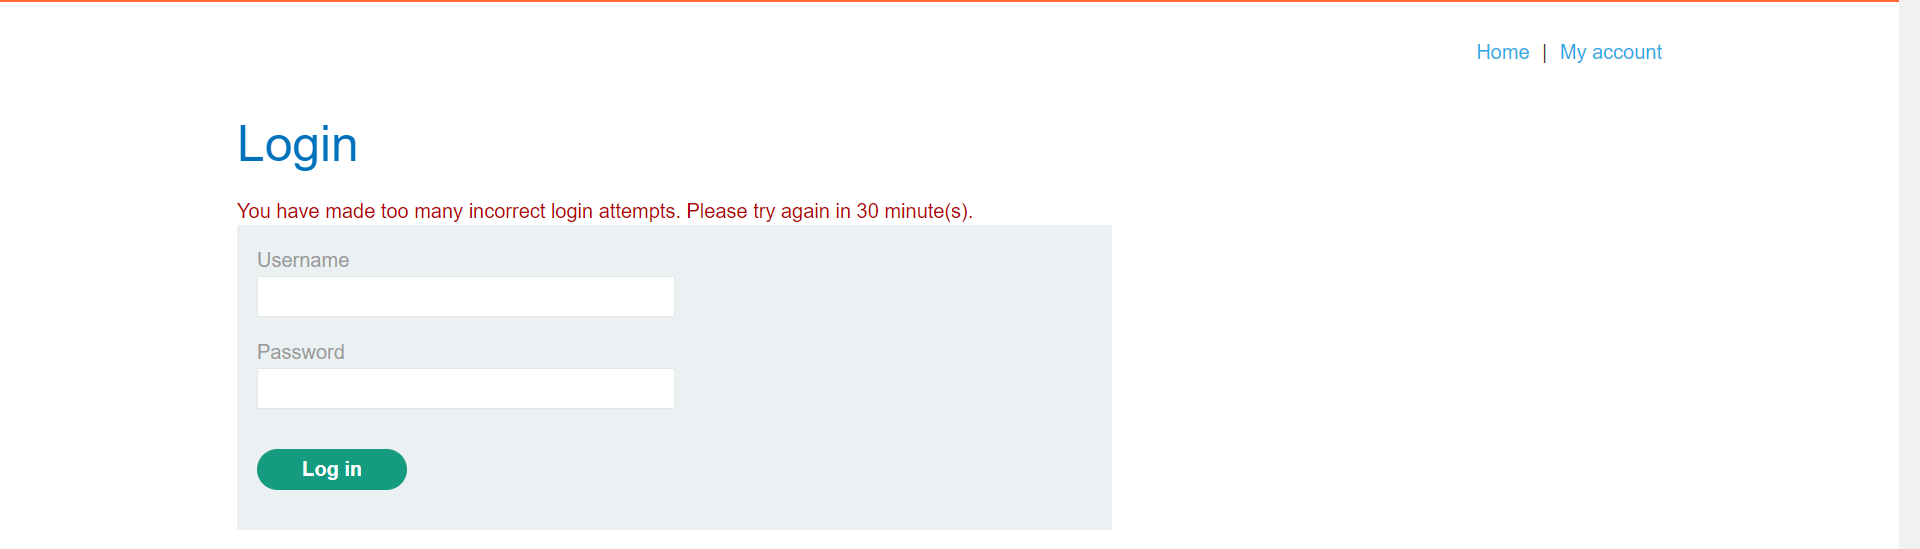 Home | My account
Login
You have made too many incorrect login attempts. Please try again in 30 minute(s).
Username
Password
Log in